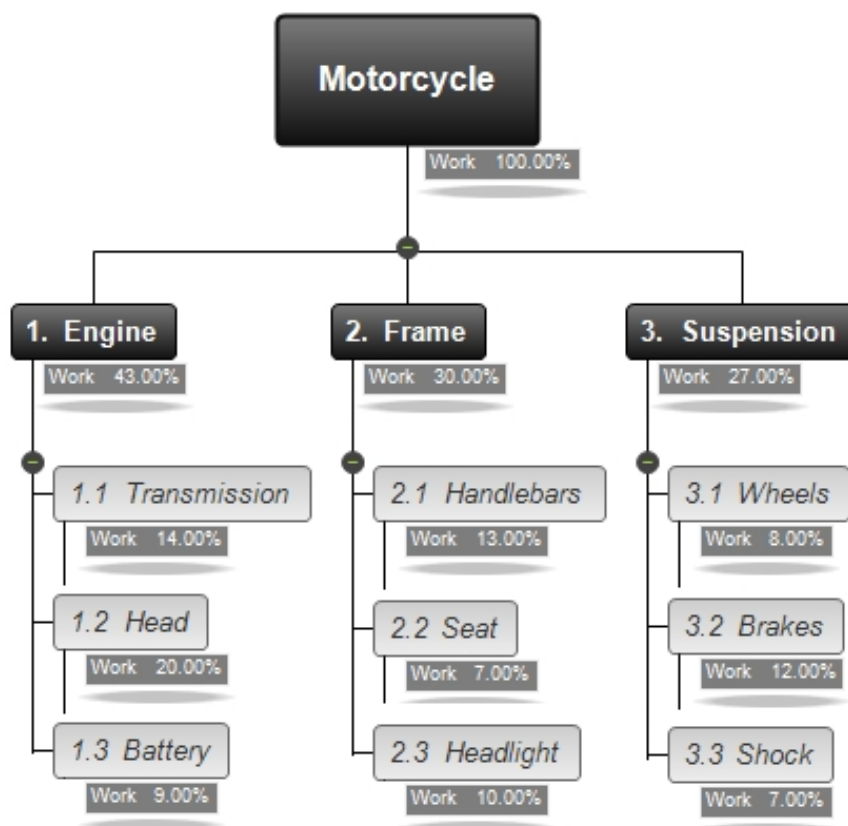 Motorcycle
Work 100.00%
1. Engine
Work 43.00%
2. Frame
Work 30.00%
3. Suspension
Work 27.00%
1.1 Transmission
Work 14.00%
2.1 Handlebars
Work 13.00%
3.1 Wheels
Work 8.00%
1.2 Head
Work 20.00%
2.2 Seat
Work 7.00%
3.2 Brakes
Work 12.00%
1.3 Battery
Work 9.00%
2.3 Headlight
Work 10.00%
3.3 Shock
Work 7.00%